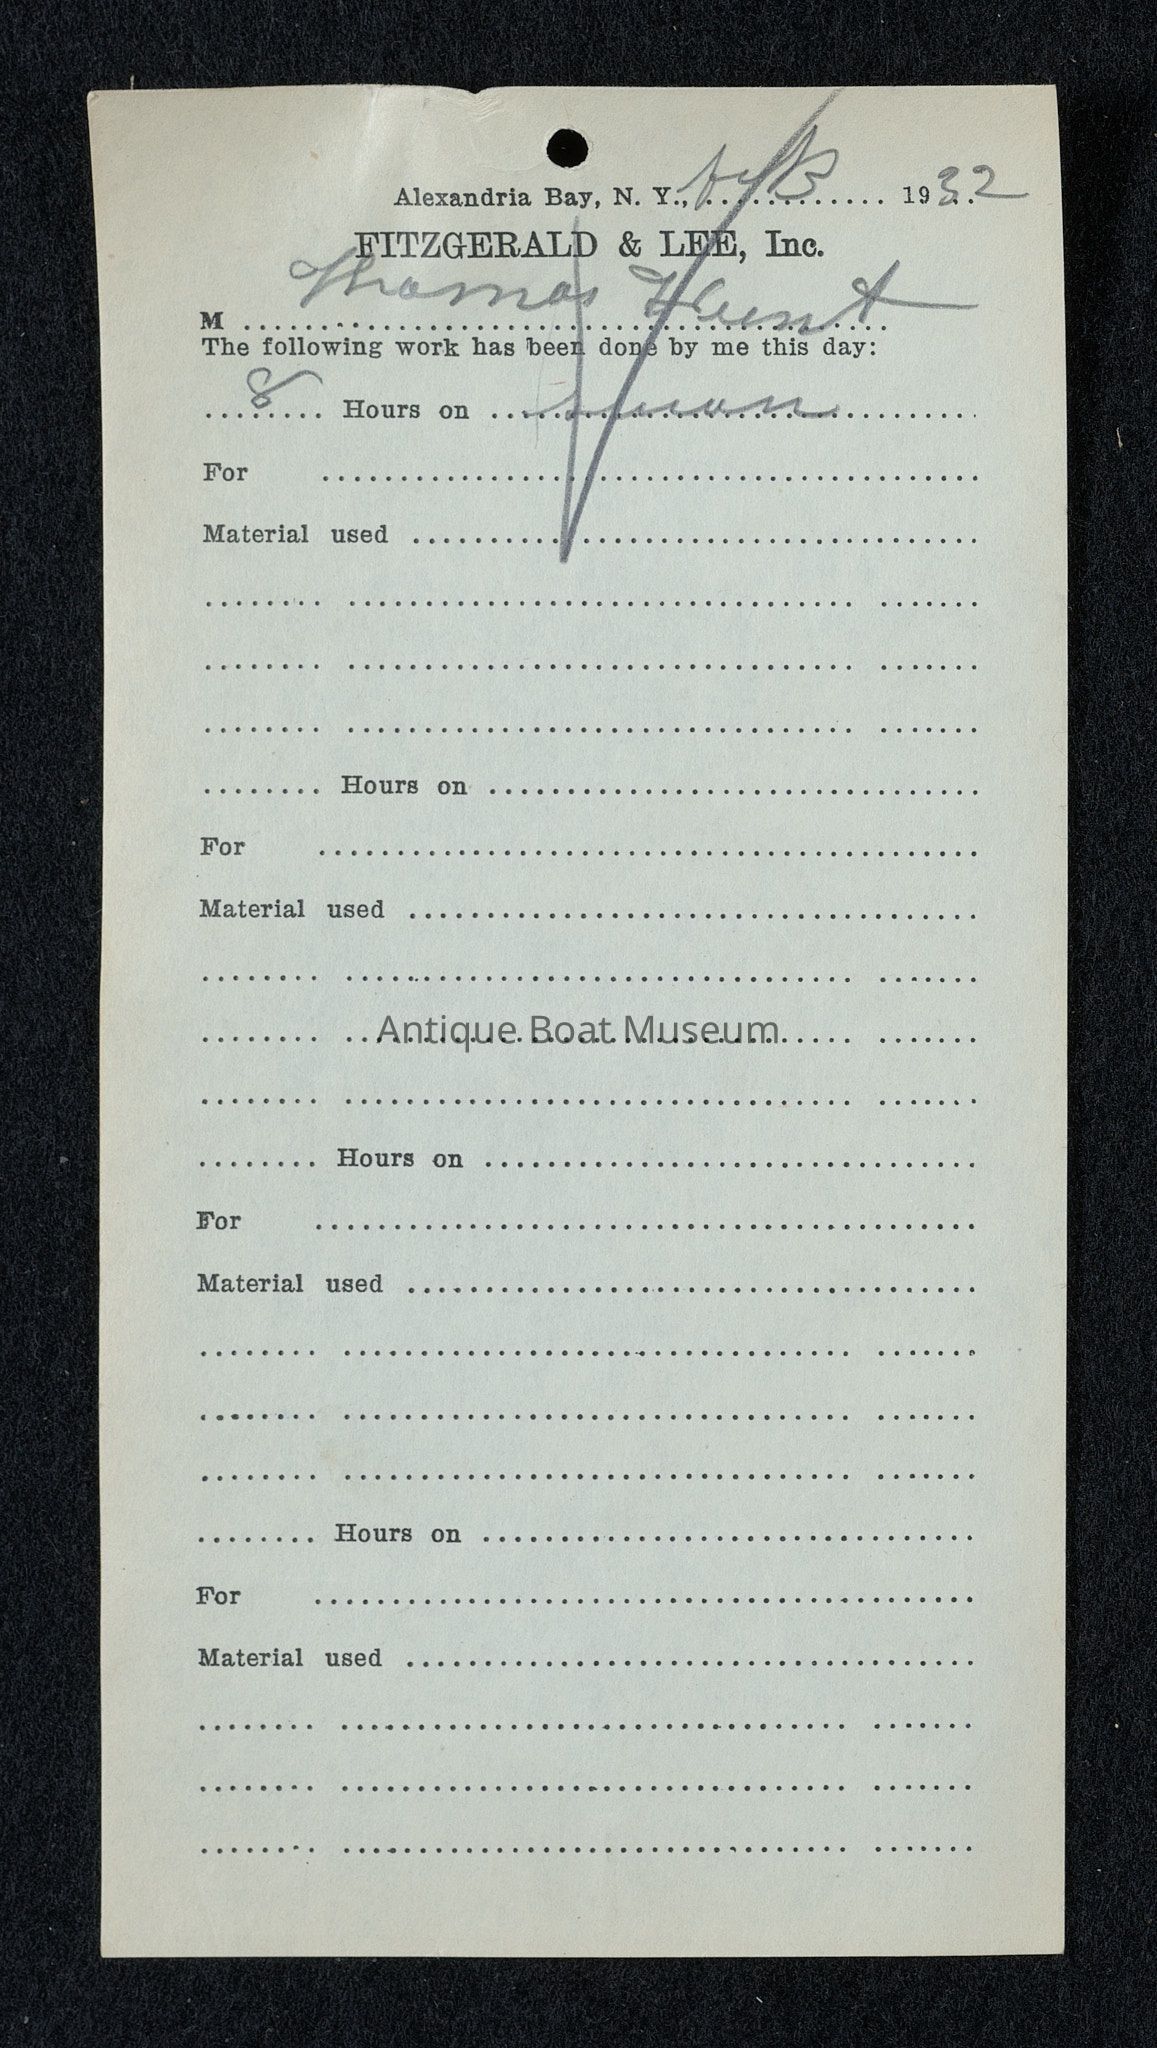 Alexandria Bay, N. Y., ............ 1932
FITZGERALD & LEE, Inc.
M Thomas Hunt
The following work has been done by me this day:
8 Hours on ................................
For ................................
Material used ................................
........ ................................ .......
........ ................................ .......
........ ................................ .......
........ Hours on ................................
For ................................
Material used ................................
........ ................................ .......
Antique Boat Museum
........ ................................ .......
........ ................................ .......
........ Hours on ................................
For ................................
Material used ................................
........ ................................ .......
........ ................................ .......
........ ................................ .......
........ Hours on ................................
For ................................
Material used ................................
........ ................................ .......
........ ................................ .......
........ ................................ .......